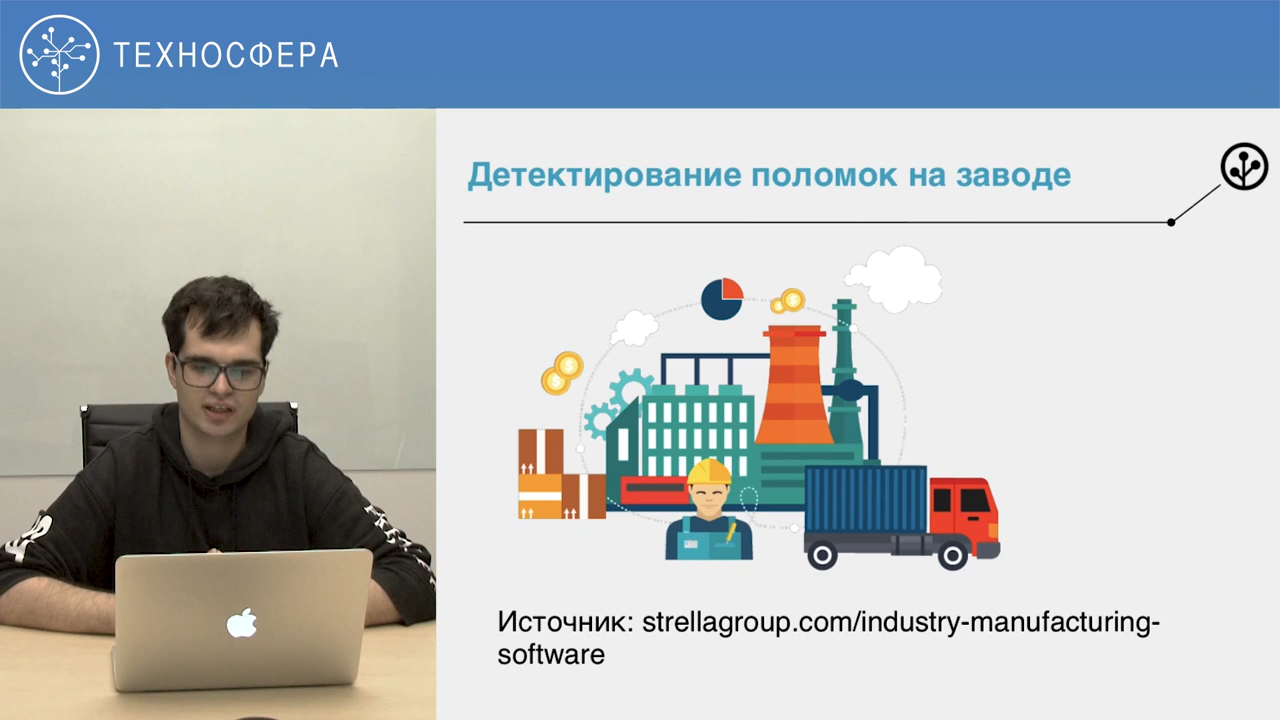 ТЕХНОСФЕРА
Детектирование поломок на заводе
Источник: strellagroup.com/industry-manufacturing-
software